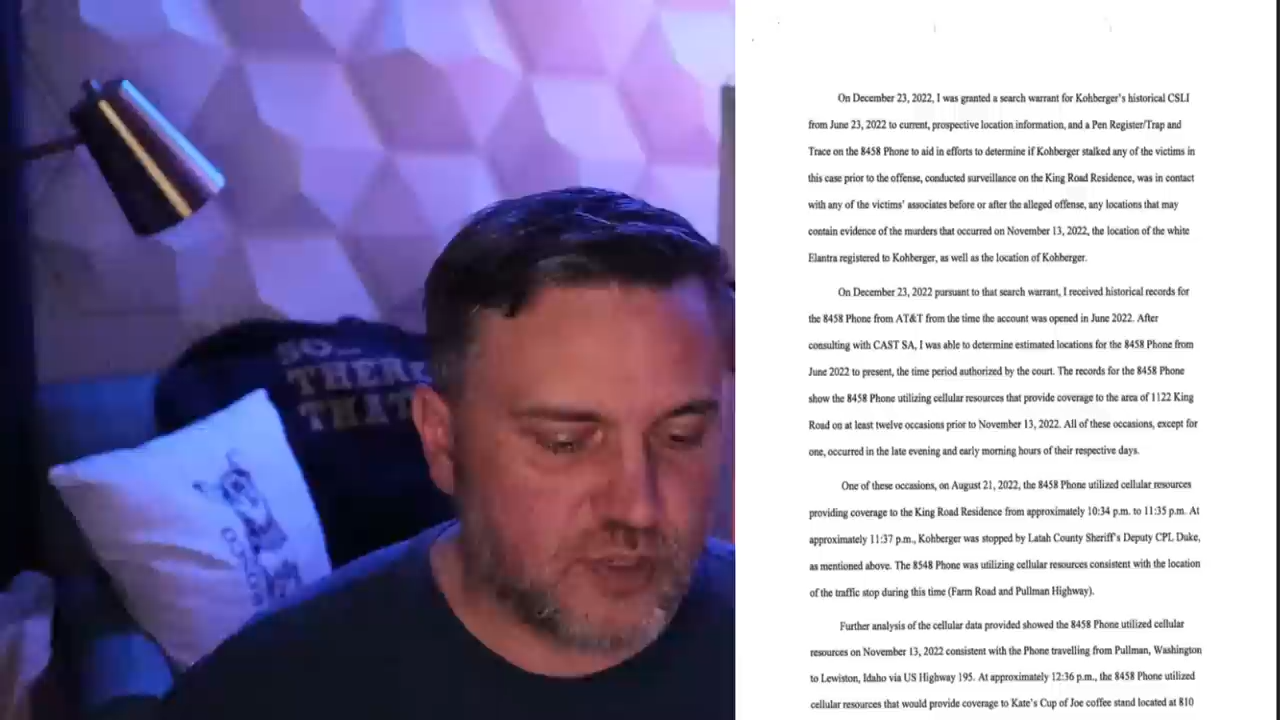 THERE
THAT
On December 23, 2022, I was granted a search warrant for Kohberger's historical CSLI
from June 23, 2022 to current, prospective location information, and a Pen Register/Trap and
Trace on the 8458 Phone to aid in efforts to determine if Kohberger stalked any of the victims in
this case prior to the offense, conducted surveillance on the King Road Residence, was in contact
with any of the victims' associates before or after the alleged offense, any locations that may
contain evidence of the murders that occurred on November 13, 2022, the location of the white
Elantra registered to Kohberger, as well as the location of Kohberger.
On December 23, 2022 pursuant to that search warrant, I received historical records for
the 8458 Phone from AT&T from the time the account was opened in June 2022. After
consulting with CAST SA, I was able to determine estimated locations for the 8458 Phone from
June 2022 to present, the time period authorized by the court. The records for the 8458 Phone
show the 8458 Phone utilizing cellular resources that provide coverage to the area of 1122 King
Road on at least twelve occasions prior to November 13, 2022. All of these occasions, except for
one, occurred in the late evening and early morning hours of their respective days.
One of these occasions, on August 21, 2022, the 8458 Phone utilized cellular resources
providing coverage to the King Road Residence from approximately 10:34 p.m. to 11:35 p.m. At
approximately 11:37 p.m., Kohberger was stopped by Latah County Sheriff's Deputy CPL Duke,
as mentioned above. The 8548 Phone was utilizing cellular resources consistent with the location
of the traffic stop during this time (Farm Road and Pullman Highway).
Further analysis of the cellular data provided showed the 8458 Phone utilized cellular
resources on November 13, 2022 consistent with the Phone travelling from Pullman, Washington
to Lewiston, Idaho via US Highway 195. At approximately 12:36 p.m., the 8458 Phone utilized
cellular resources that would provide coverage to Kate's Cup of Joe coffee stand located at 810